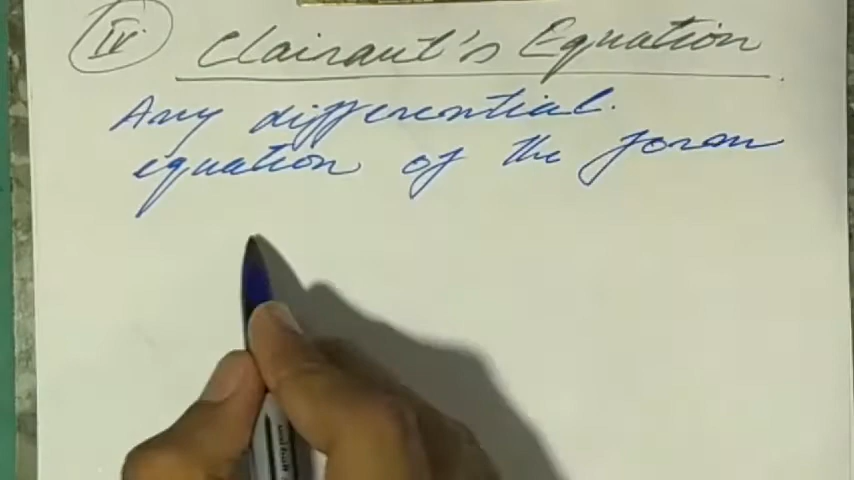 IV Clairaut's Equation
Any differential.
equation of the form